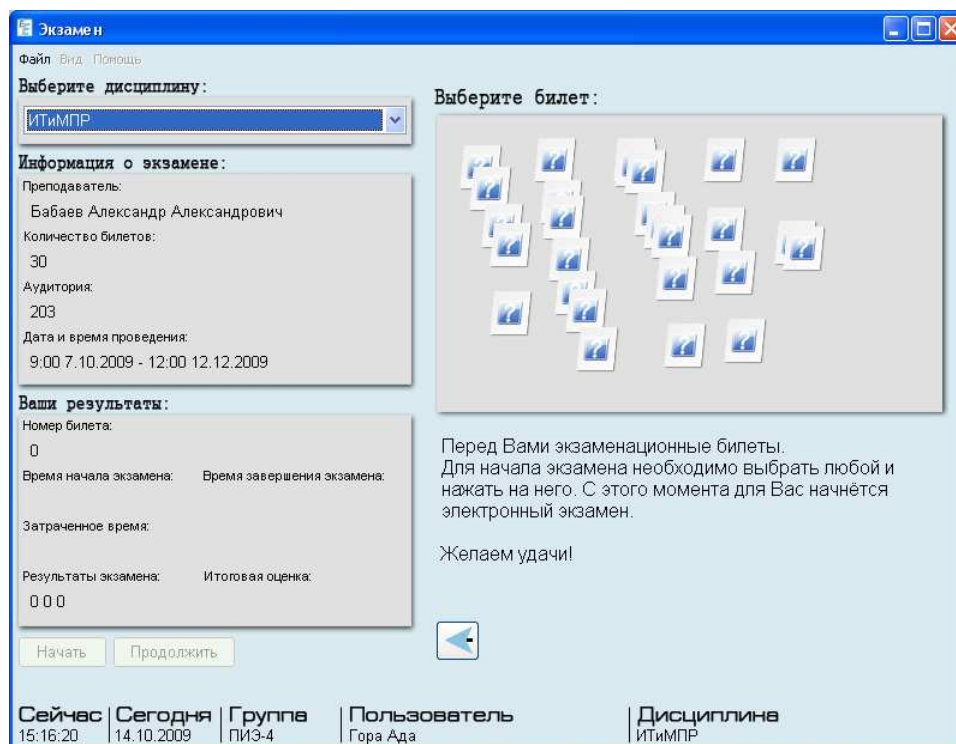 Экзамен
Файл Вид Помощь
Выберите дисциплину:
ИТиМПР
Информация о экзамене:
Преподаватель:
Бабаев Александр Александрович
Количество билетов:
30
Аудитория:
203
Дата и время проведения:
9:00 7.10.2009 - 12:00 12.12.2009
Ваши результаты:
Номер билета:
0
Время начала экзамена: Время завершения экзамена:
Затраченное время:
Результаты экзамена: Итоговая оценка:
0 0 0
Начать Продолжить
Выберите билет:
Перед Вами экзаменационные билеты.
Для начала экзамена необходимо выбрать любой и
нажать на него. С этого момента для Вас начнётся
электронный экзамен.
Желаем удачи!
Сейчас Сегодня Группа Пользователь Дисциплина
15:16:20 14.10.2009 ПИЭ-4 Гора Ада ИТиМПР